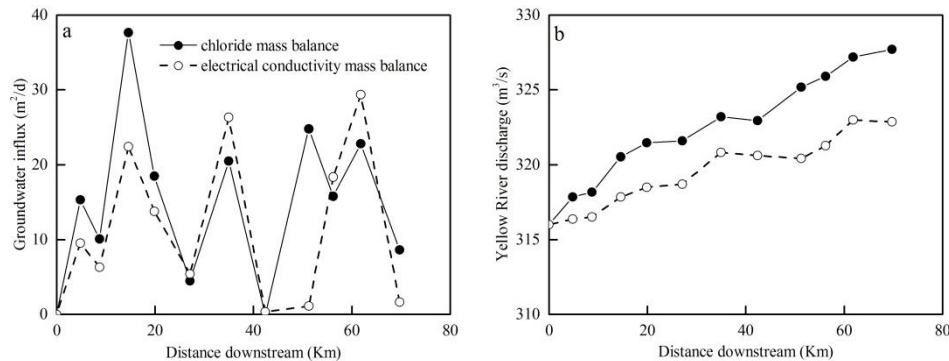 a
chloride mass balance
electrical conductivity mass balance
Groundwater influx (m²/d)
40
30
20
10
0
0 20 40 60 80
Distance downstream (Km)
b
Yellow River discharge (m³/s)
330
325
320
315
310
0 20 40 60 80
Distance downstream (Km)